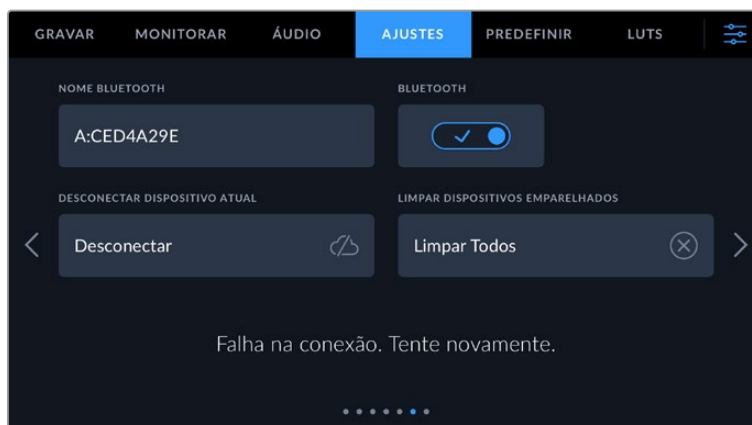 GRAVAR MONITORAR ÁUDIO AJUSTES PREDEFINIR LUTS
NOME BLUETOOTH BLUETOOTH
A:CED4A29E
DESCONECTAR DISPOSITIVO ATUAL LIMPAR DISPOSITIVOS EMPARELHADOS
Desconectar Limpar Todos
Falha na conexão. Tente novamente.